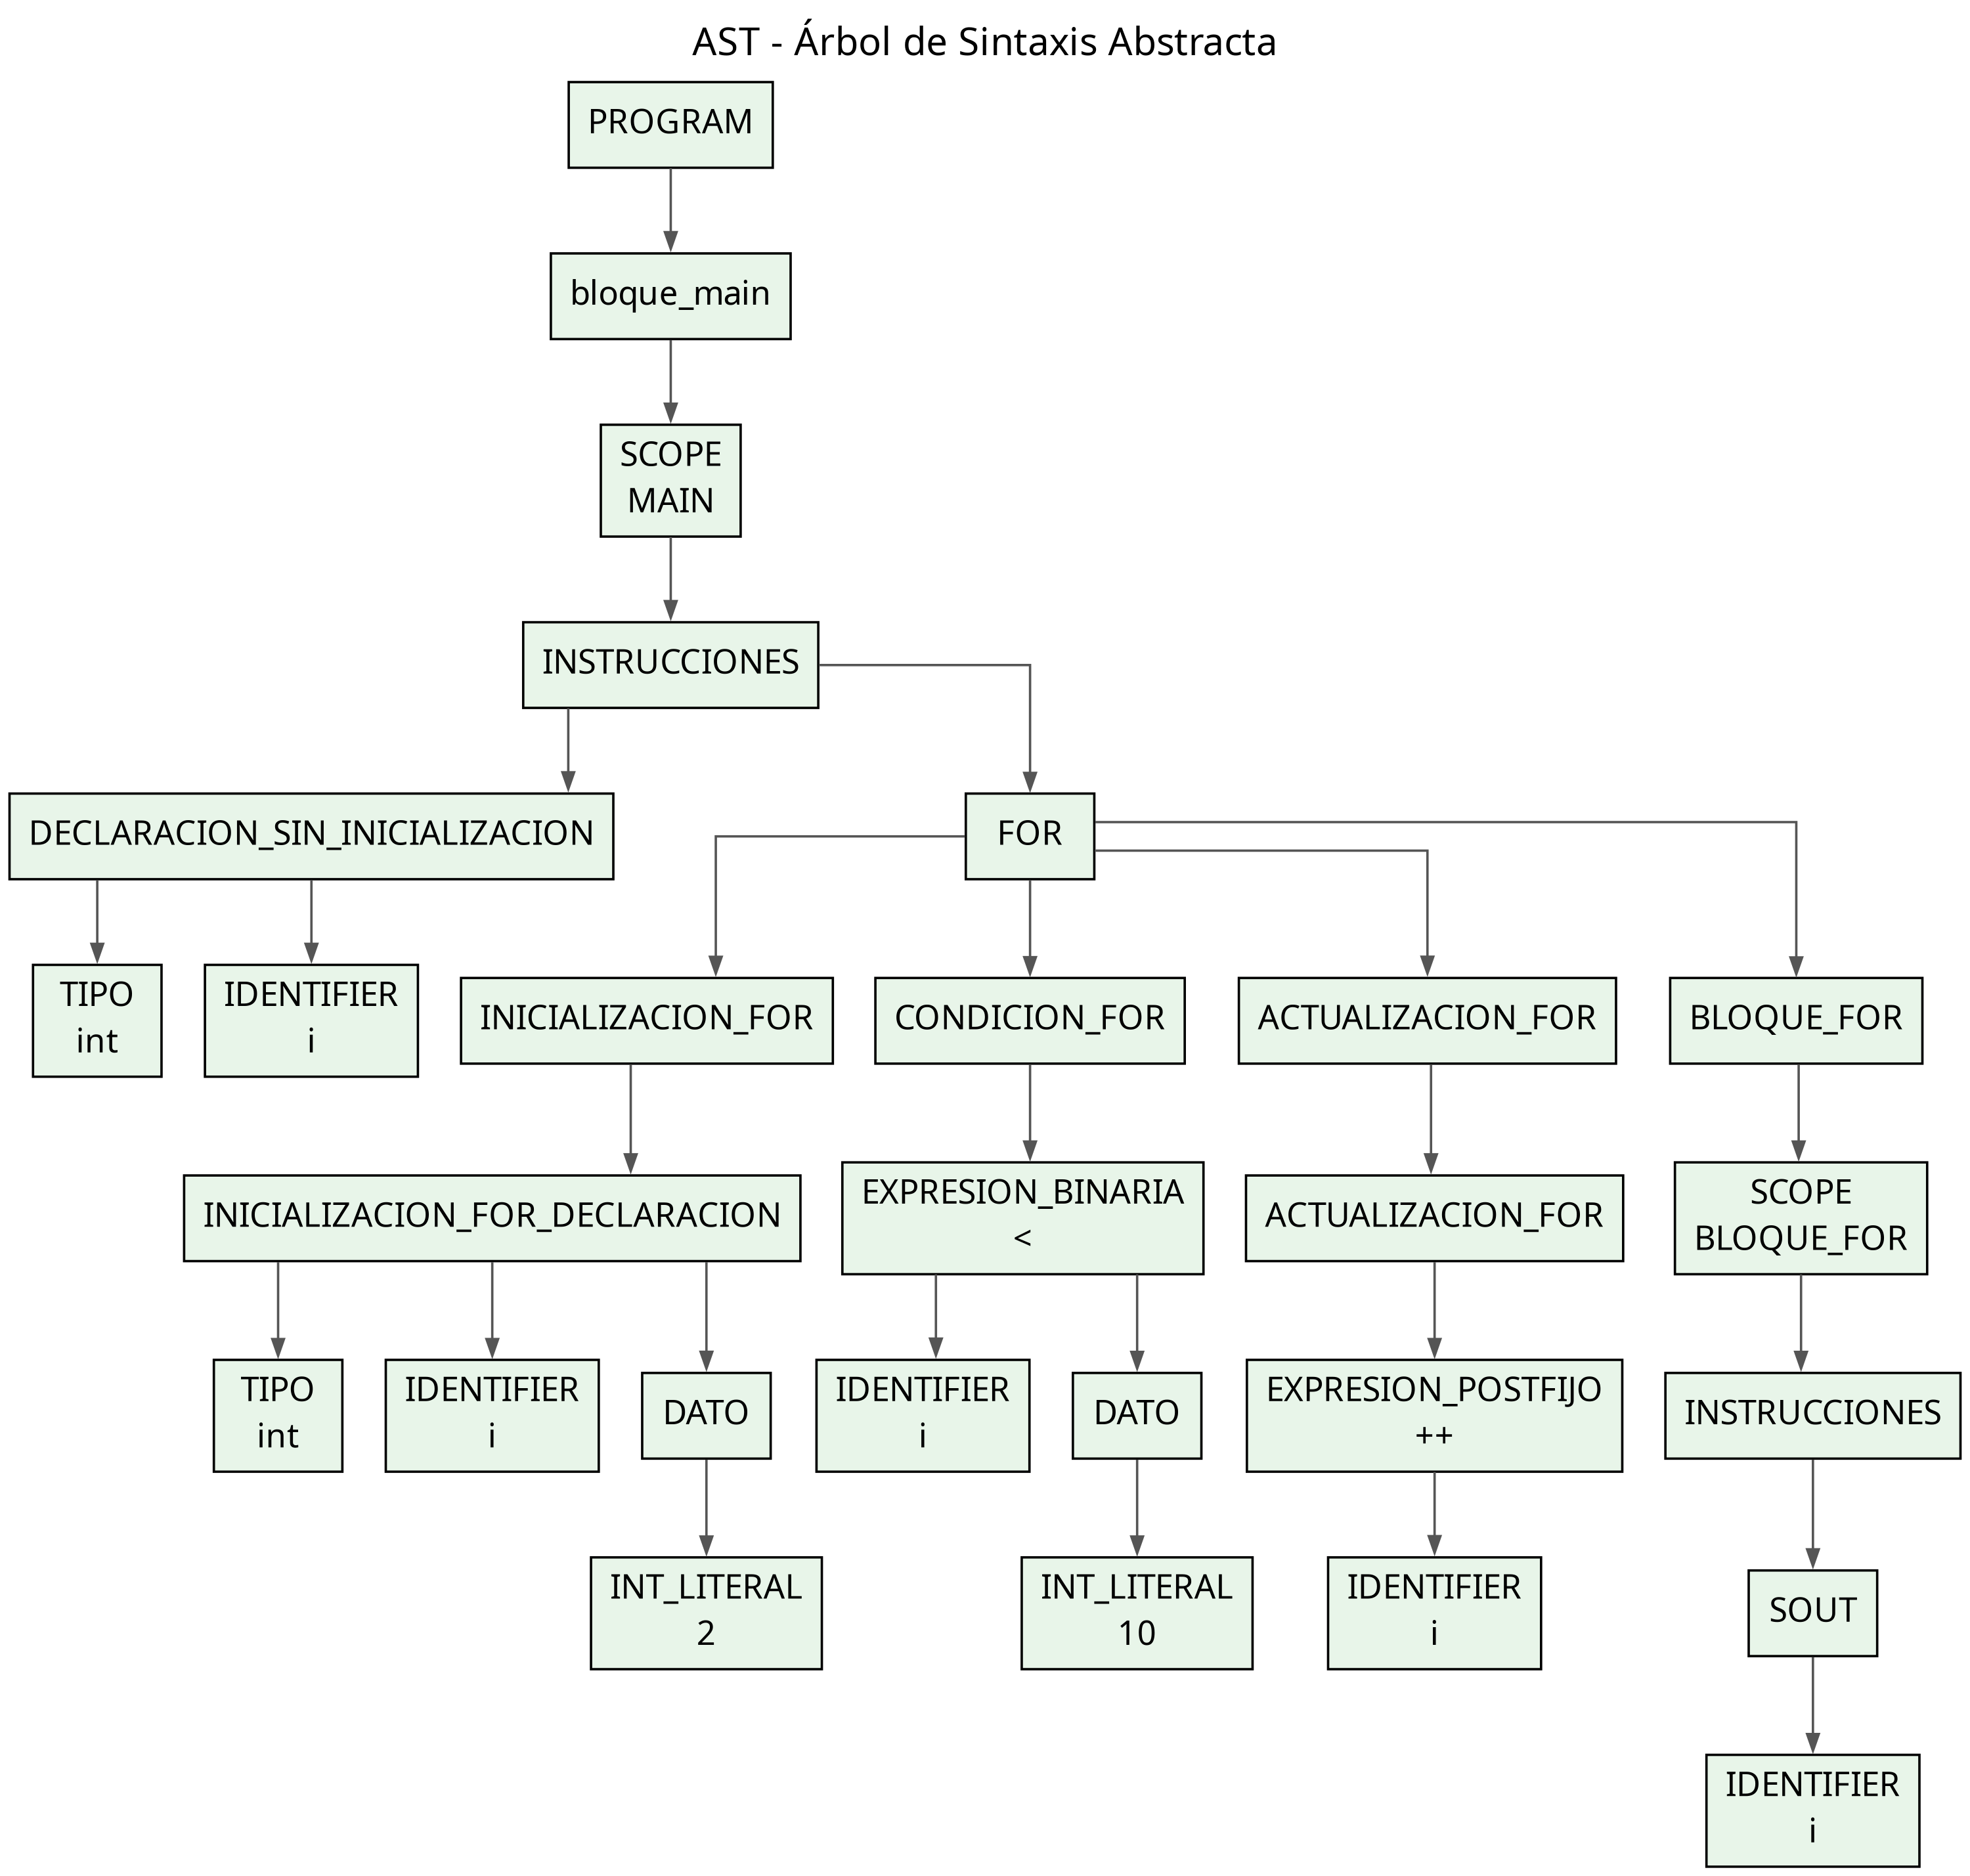 AST - Árbol de Sintaxis Abstracta
PROGRAM
bloque_main
SCOPE
MAIN
INSTRUCCIONES
DECLARACION_SIN_INICIALIZACION
FOR
TIPO
int
IDENTIFIER
i
INICIALIZACION_FOR
CONDICION_FOR
ACTUALIZACION_FOR
BLOQUE_FOR
INICIALIZACION_FOR_DECLARACION
EXPRESION_BINARIA
<
ACTUALIZACION_FOR
SCOPE
BLOQUE_FOR
TIPO
int
IDENTIFIER
i
DATO
IDENTIFIER
i
DATO
EXPRESION_POSTFIJO
++
INSTRUCCIONES
INT_LITERAL
2
INT_LITERAL
10
IDENTIFIER
i
SOUT
IDENTIFIER
i